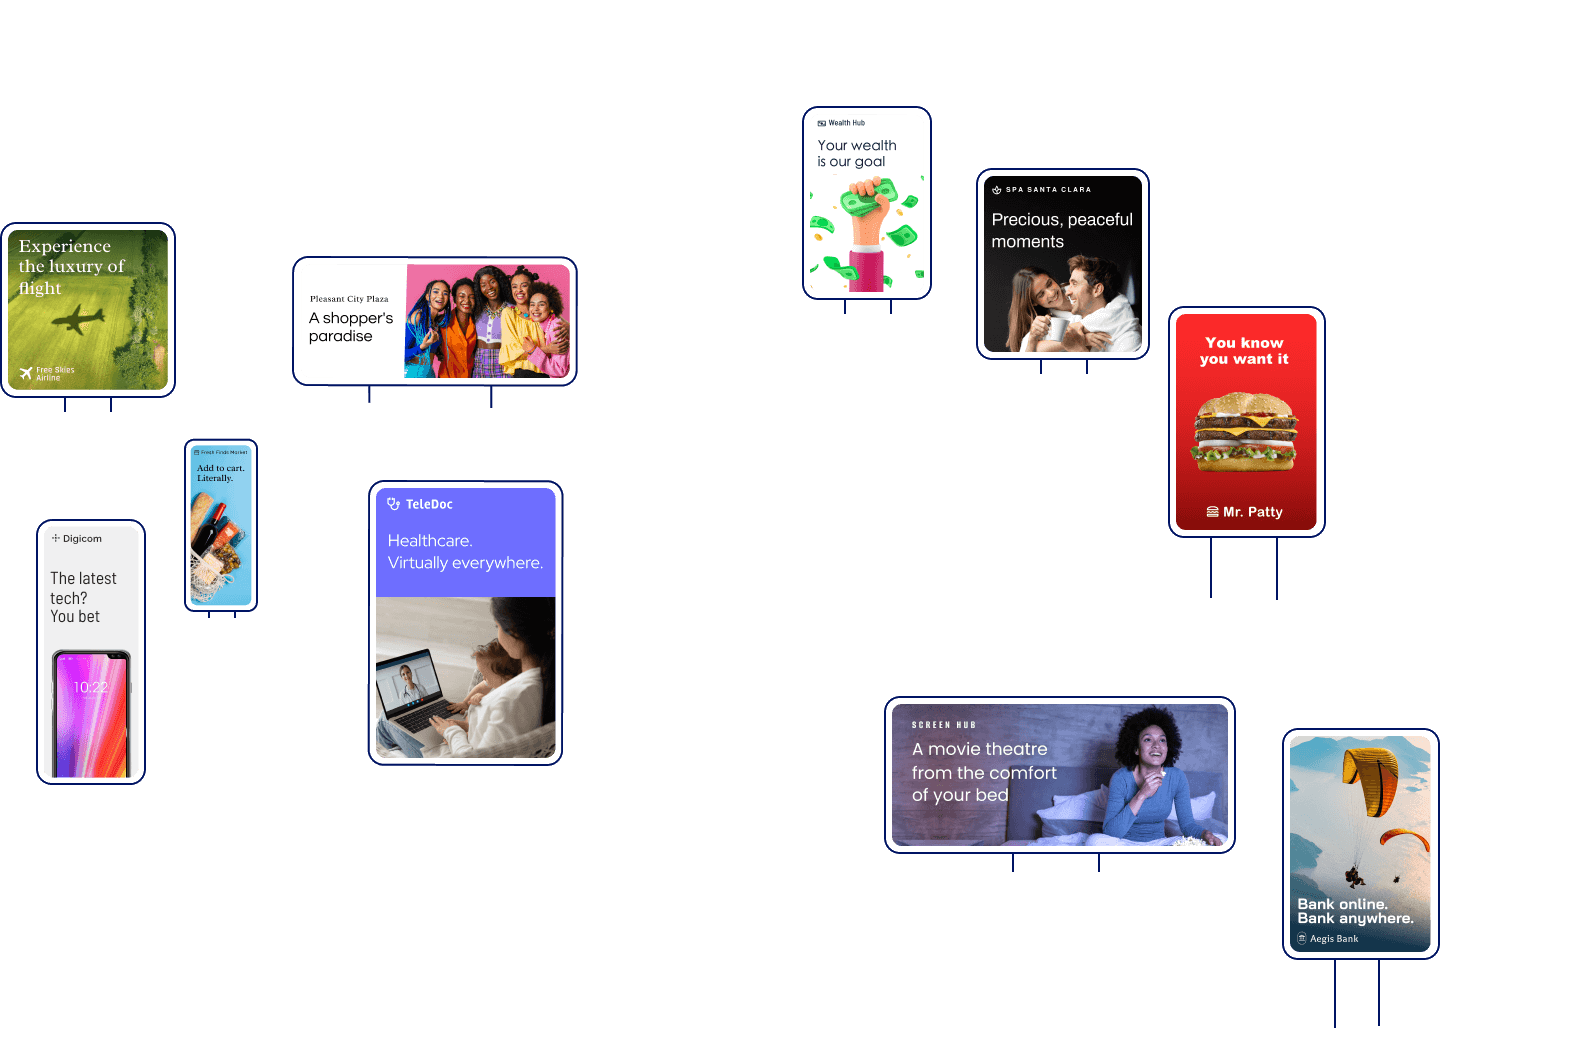 Experience
the luxury of
flight
Free Skies
Airline
Pleasant City Plaza
A shopper's
paradise
Fresh Finds Market
Add to cart.
Literally.
Digicom
The latest
tech?
You bet
10:22
TeleDoc
Healthcare.
Virtually everywhere.
Wealth Hub
Your wealth
is our goal
SPA SANTA CLARA
Precious, peaceful
moments
You know
you want it
Mr. Patty
SCREEN HUB
A movie theatre
from the comfort
of your bed
Bank online.
Bank anywhere.
Aegis Bank